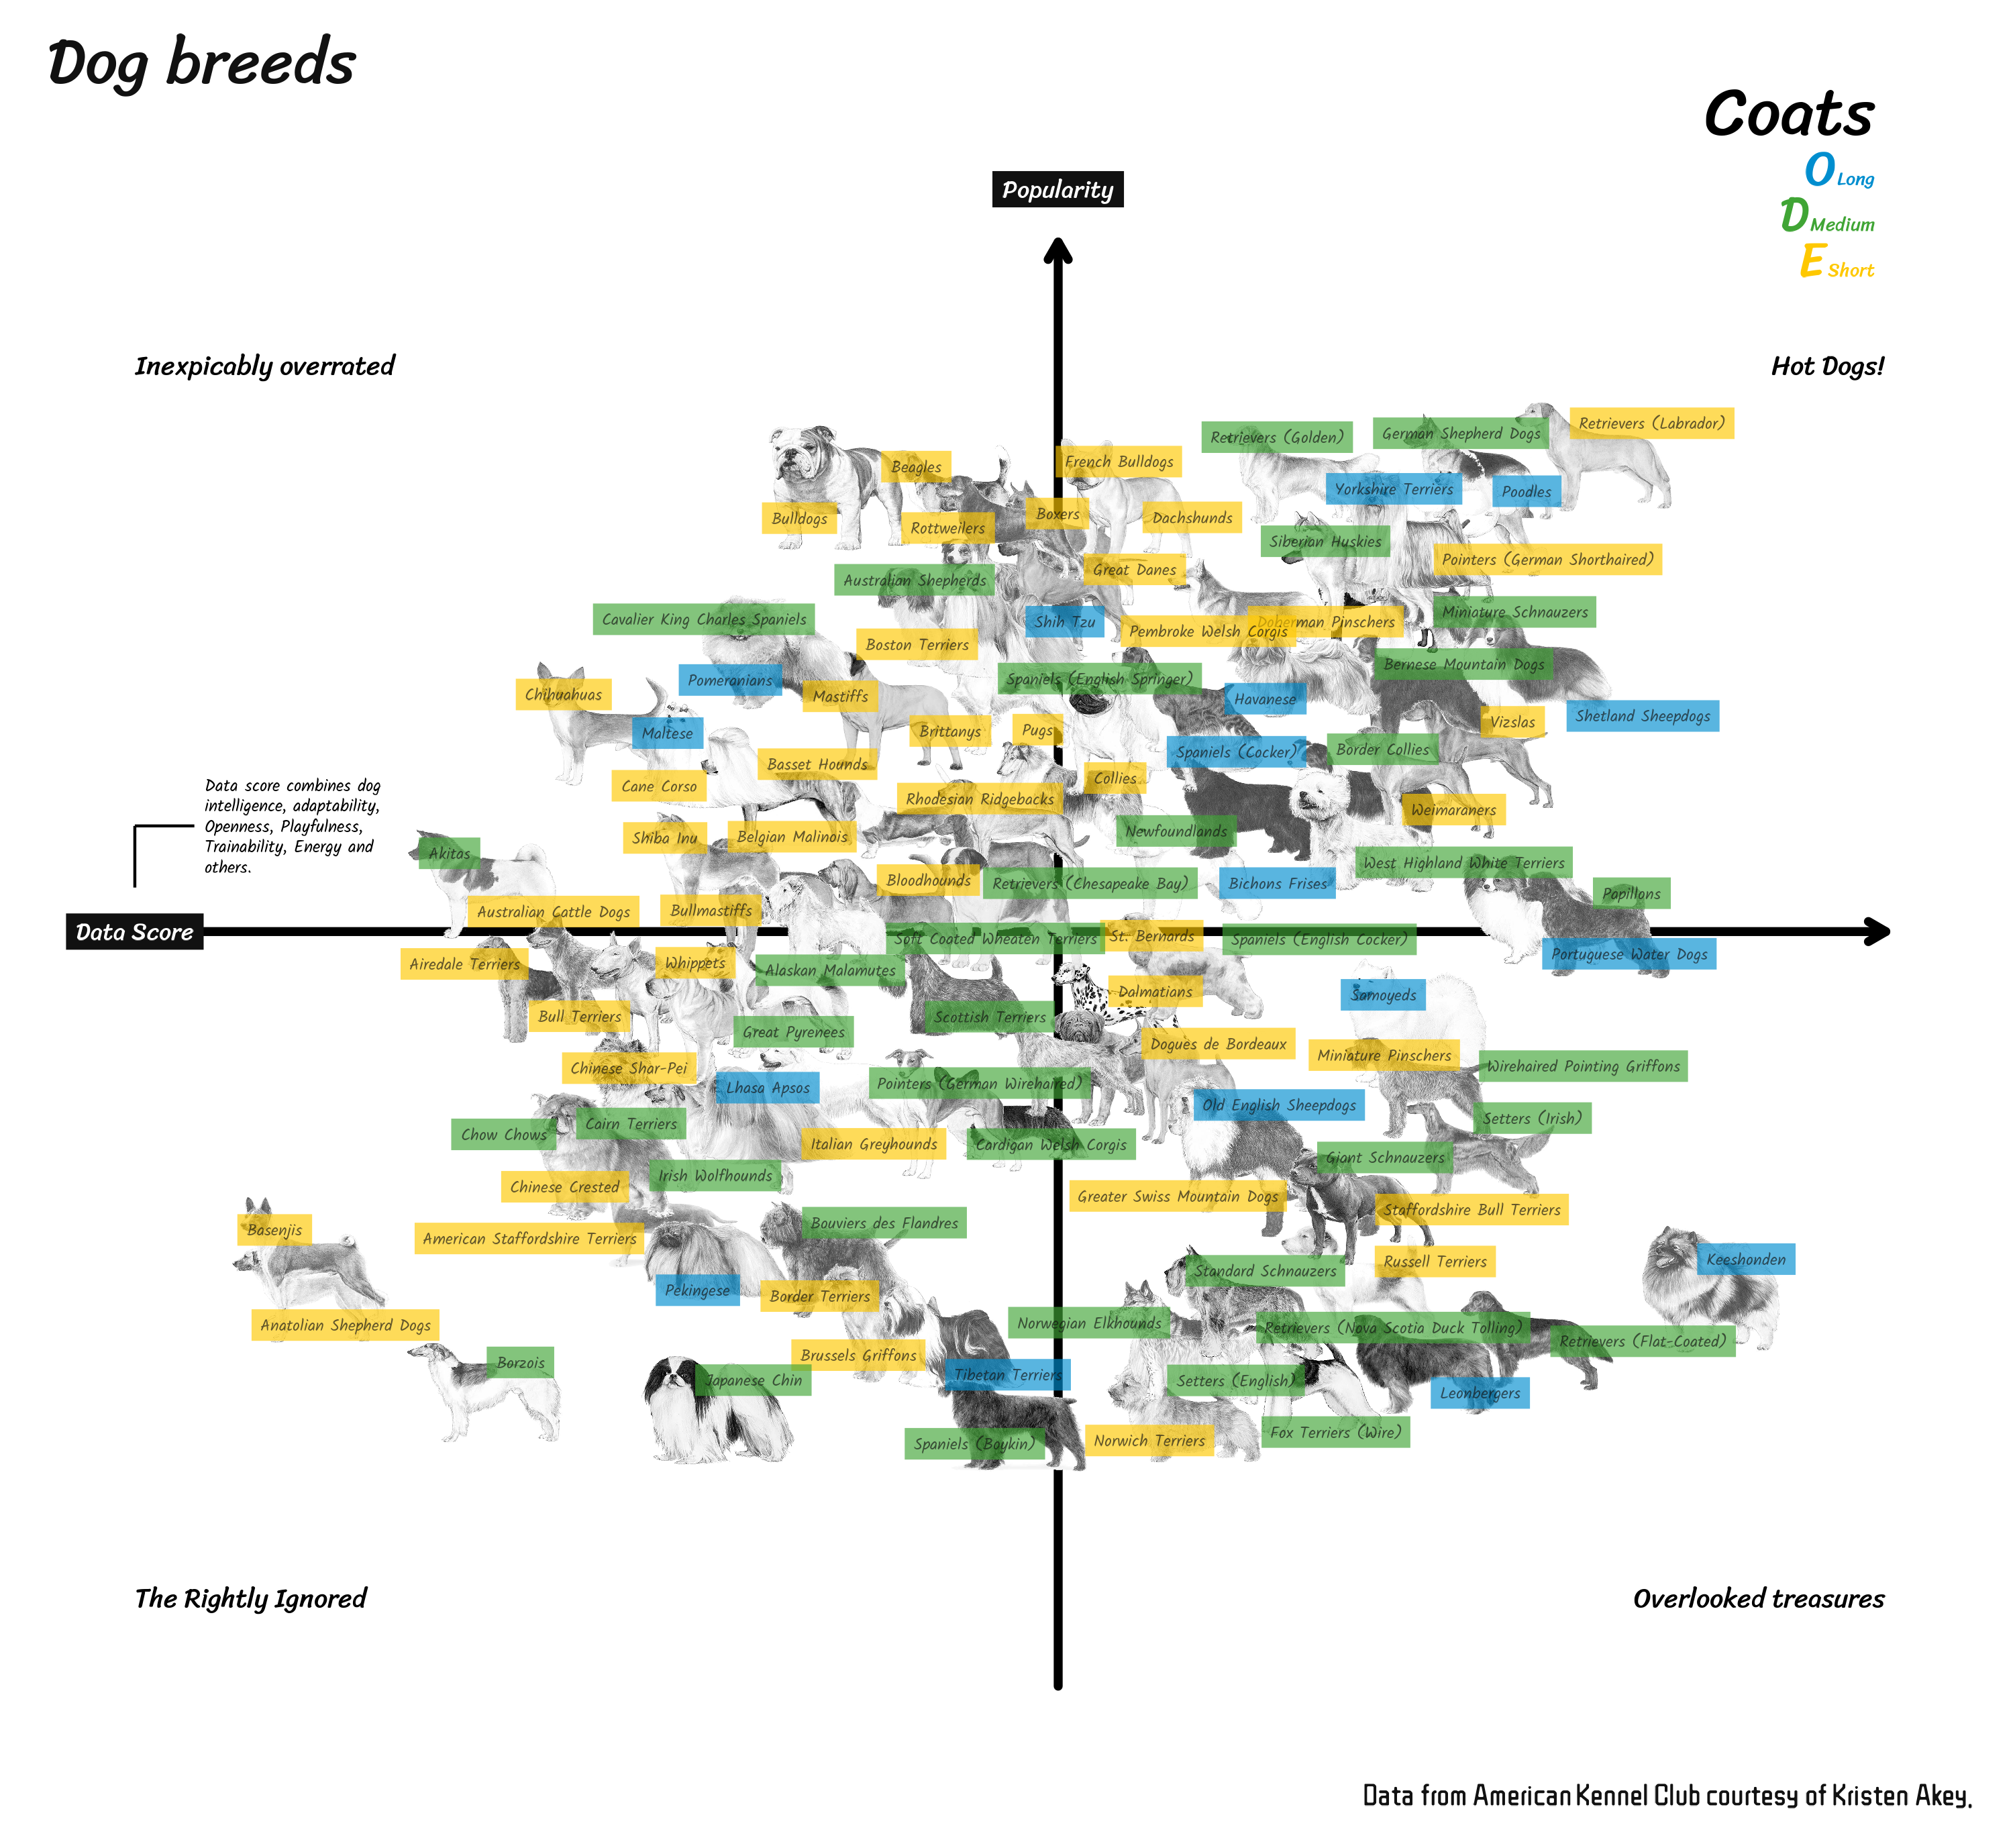 Dog breeds
Coats
O Long
D Medium
E Short
Popularity
Inexpicably overrated
Hot Dogs!
Retrievers (Labrador)
German Shepherd Dogs
Retrievers (Golden)
French Bulldogs
Beagles
Yorkshire Terriers
Poodles
Boxers
Bulldogs
Dachshunds
Rottweilers
Siberian Huskies
Pointers (German Shorthaired)
Great Danes
Australian Shepherds
Miniature Schnauzers
Cavalier King Charles Spaniels
Shih Tzu
Doberman Pinschers
Pembroke Welsh Corgis
Boston Terriers
Bernese Mountain Dogs
Spaniels (English Springer)
Pomeranians
Chihuahuas
Mastiffs
Havanese
Shetland Sheepdogs
Vizslas
Brittanys
Pugs
Maltese
Border Collies
Spaniels (Cocker)
Basset Hounds
Collies
Cane Corso
Rhodesian Ridgebacks
Weimaraners
Data score combines dog
intelligence, adaptability,
Openness, Playfulness,
Trainability, Energy and
others.
Newfoundlands
Shiba Inu
Belgian Malinois
Akitas
West Highland White Terriers
Bloodhounds
Retrievers (Chesapeake Bay)
Bichons Frises
Papillons
Australian Cattle Dogs
Bullmastiffs
Data Score
Soft Coated Wheaten Terriers
St. Bernards
Spaniels (English Cocker)
Portuguese Water Dogs
Airedale Terriers
Whippets
Alaskan Malamutes
Dalmatians
Samoyeds
Bull Terriers
Scottish Terriers
Great Pyrenees
Dogues de Bordeaux
Miniature Pinschers
Wirehaired Pointing Griffons
Chinese Shar-Pei
Lhasa Apsos
Pointers (German Wirehaired)
Old English Sheepdogs
Setters (Irish)
Cairn Terriers
Chow Chows
Italian Greyhounds
Cardigan Welsh Corgis
Giant Schnauzers
Irish Wolfhounds
Chinese Crested
Greater Swiss Mountain Dogs
Staffordshire Bull Terriers
Bouviers des Flandres
Basenjis
American Staffordshire Terriers
Keeshonden
Russell Terriers
Standard Schnauzers
Pekingese
Border Terriers
Anatolian Shepherd Dogs
Norwegian Elkhounds
Retrievers (Nova Scotia Duck Tolling)
Retrievers (Flat-Coated)
Brussels Griffons
Borzois
Tibetan Terriers
Japanese Chin
Setters (English)
Leonbergers
Fox Terriers (Wire)
Spaniels (Boykin)
Norwich Terriers
The Rightly Ignored
Overlooked treasures
Data from American Kennel Club courtesy of Kristen Akey.